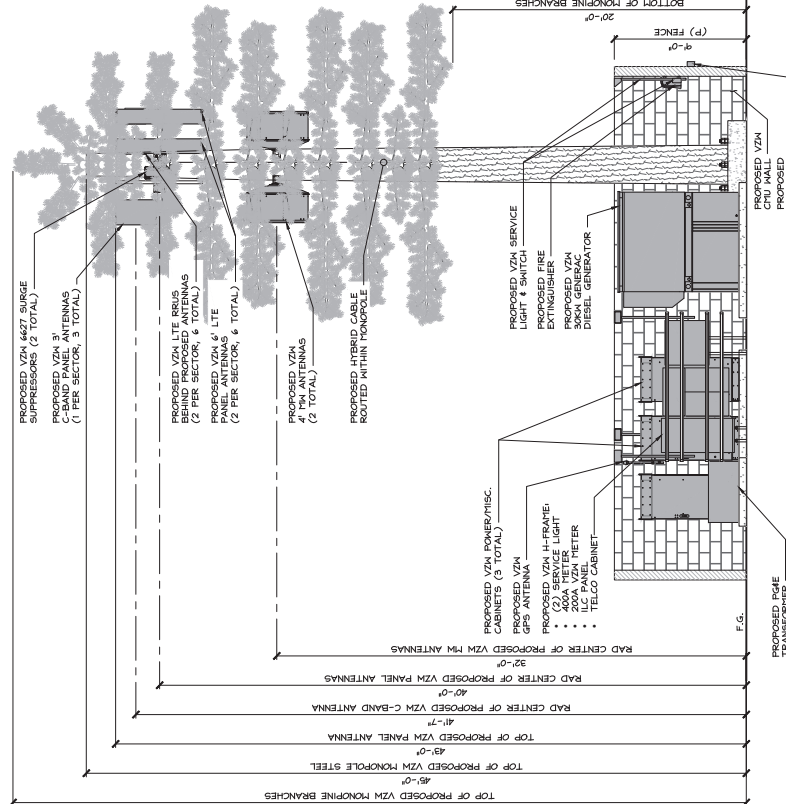 PROPOSED VZW 6627 SURGE
SUPPRESSORS (2 TOTAL)
PROPOSED VZW 3'
C-BAND PANEL ANTENNAS
(1 PER SECTOR, 3 TOTAL)
PROPOSED VZW LTE RRUS
BEHIND PROPOSED ANTENNAS
(2 PER SECTOR, 6 TOTAL)
PROPOSED VZW 6' LTE
PANEL ANTENNAS
(2 PER SECTOR, 6 TOTAL)
PROPOSED VZW
4' MW ANTENNAS
(2 TOTAL)
PROPOSED HYBRID CABLE
ROUTED WITHIN MONOPOLE
BOTTOM OF MONOPINE BRANCHES
20'-0"
(P) FENCE
9'-0"
PROPOSED VZW SERVICE
LIGHT & SWITCH
PROPOSED FIRE
EXTINGUISHER
PROPOSED VZW
30KW GENERAC
DIESEL GENERATOR
PROPOSED VZW
CMU WALL
PROPOSED
PROPOSED VZW POWER/MISC.
CABINETS (3 TOTAL)
PROPOSED VZW
GPS ANTENNA
PROPOSED VZW H-FRAME:
• (2) SERVICE LIGHT
• 400A METER
• 200A VZW METER
• ILC PANEL
• TELCO CABINET
F.G.
PROPOSED PG&E
TRANSFORMER
RAD CENTER OF PROPOSED VZW MW ANTENNAS
32'-0"
RAD CENTER OF PROPOSED VZW PANEL ANTENNAS
40'-0"
RAD CENTER OF PROPOSED VZW C-BAND ANTENNA
41'-7"
TOP OF PROPOSED VZW PANEL ANTENNA
43'-0"
TOP OF PROPOSED VZW MONOPOLE STEEL
45'-0"
TOP OF PROPOSED VZW MONOPINE BRANCHES